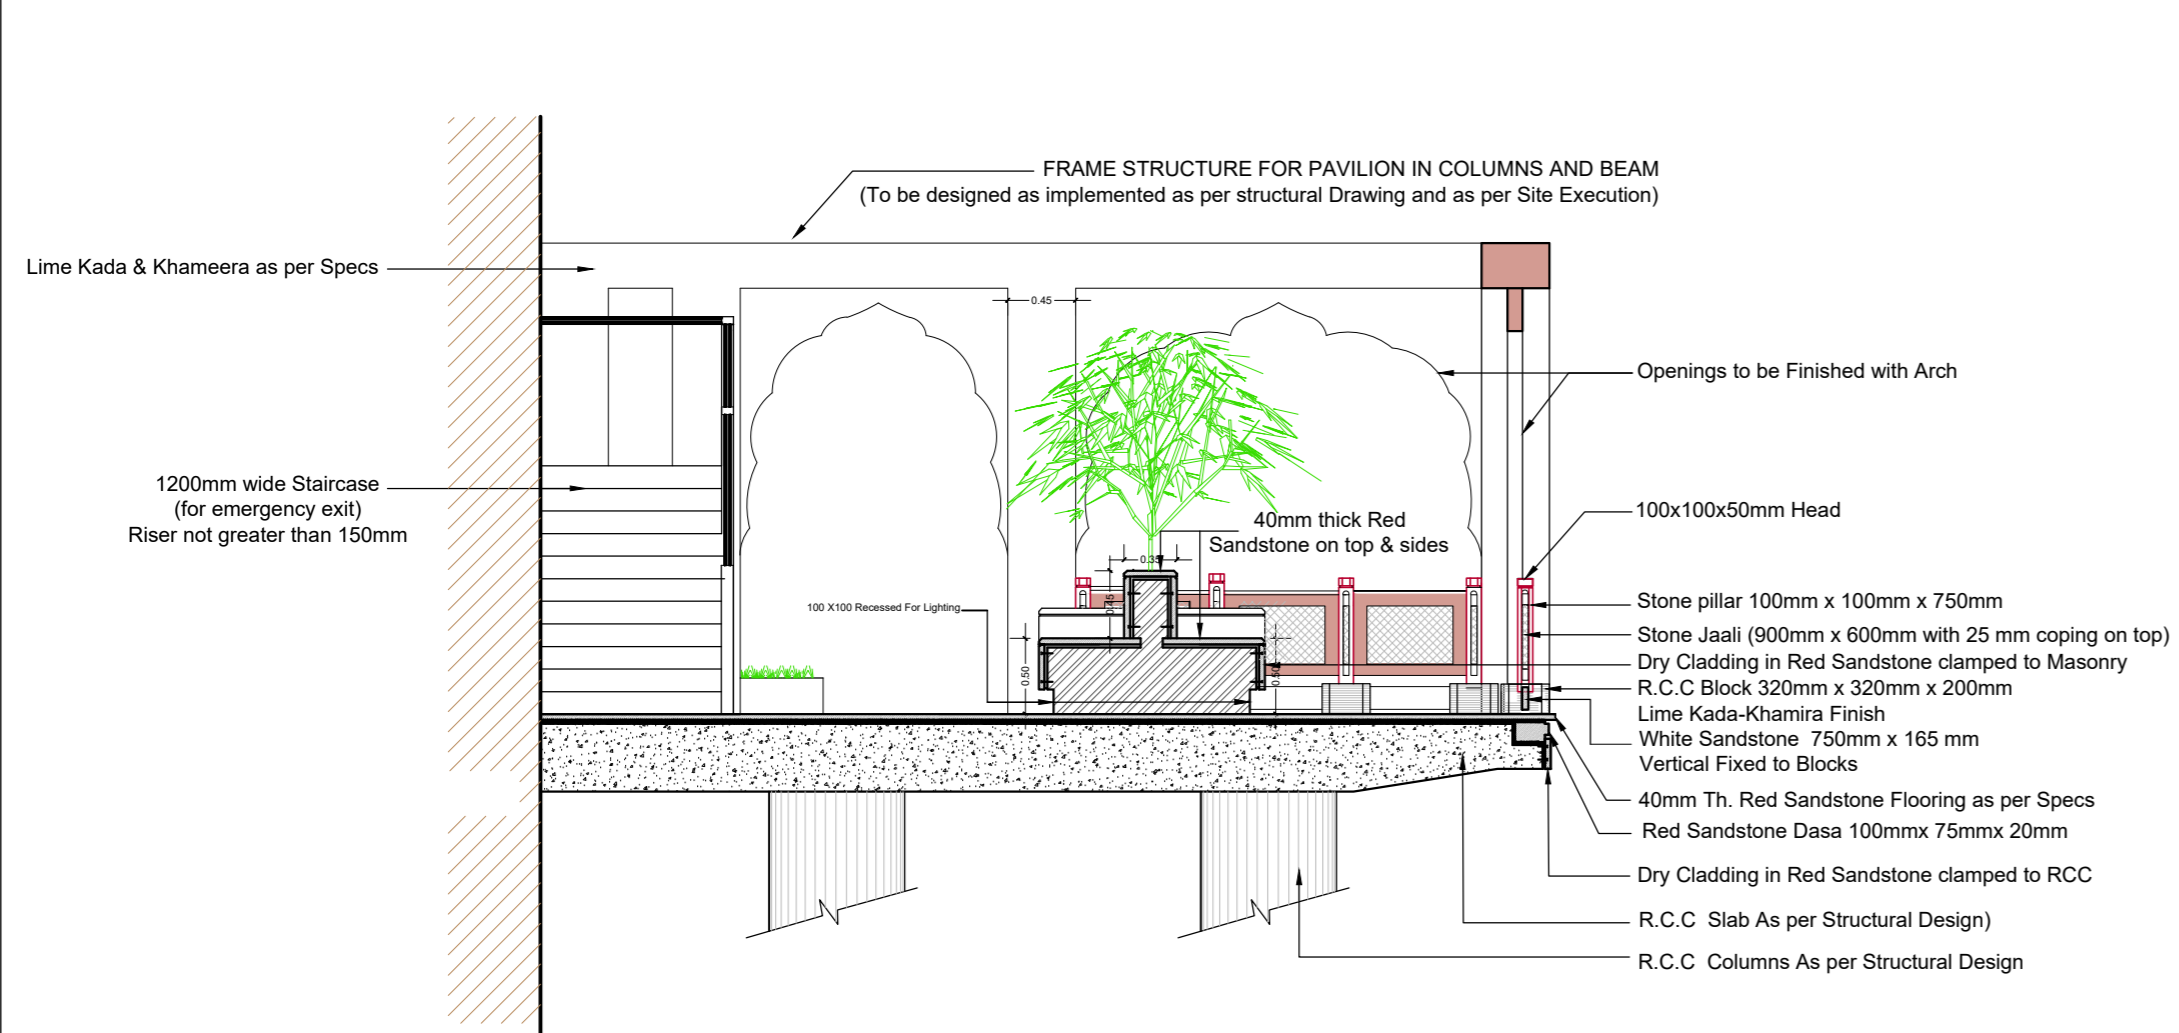 FRAME STRUCTURE FOR PAVILION IN COLUMNS AND BEAM
(To be designed as implemented as per structural Drawing and as per Site Execution)
Lime Kada & Khameera as per Specs
0.45
Openings to be Finished with Arch
1200mm wide Staircase
(for emergency exit)
Riser not greater than 150mm
100x100x50mm Head
40mm thick Red
Sandstone on top & sides
0.35
0.45
100 X100 Recessed For Lighting
Stone pillar 100mm x 100mm x 750mm
Stone Jaali (900mm x 600mm with 25 mm coping on top)
Dry Cladding in Red Sandstone clamped to Masonry
0.50
0.50
R.C.C Block 320mm x 320mm x 200mm
Lime Kada-Khamira Finish
White Sandstone 750mm x 165 mm
Vertical Fixed to Blocks
40mm Th. Red Sandstone Flooring as per Specs
Red Sandstone Dasa 100mmx 75mmx 20mm
Dry Cladding in Red Sandstone clamped to RCC
R.C.C Slab As per Structural Design)
R.C.C Columns As per Structural Design